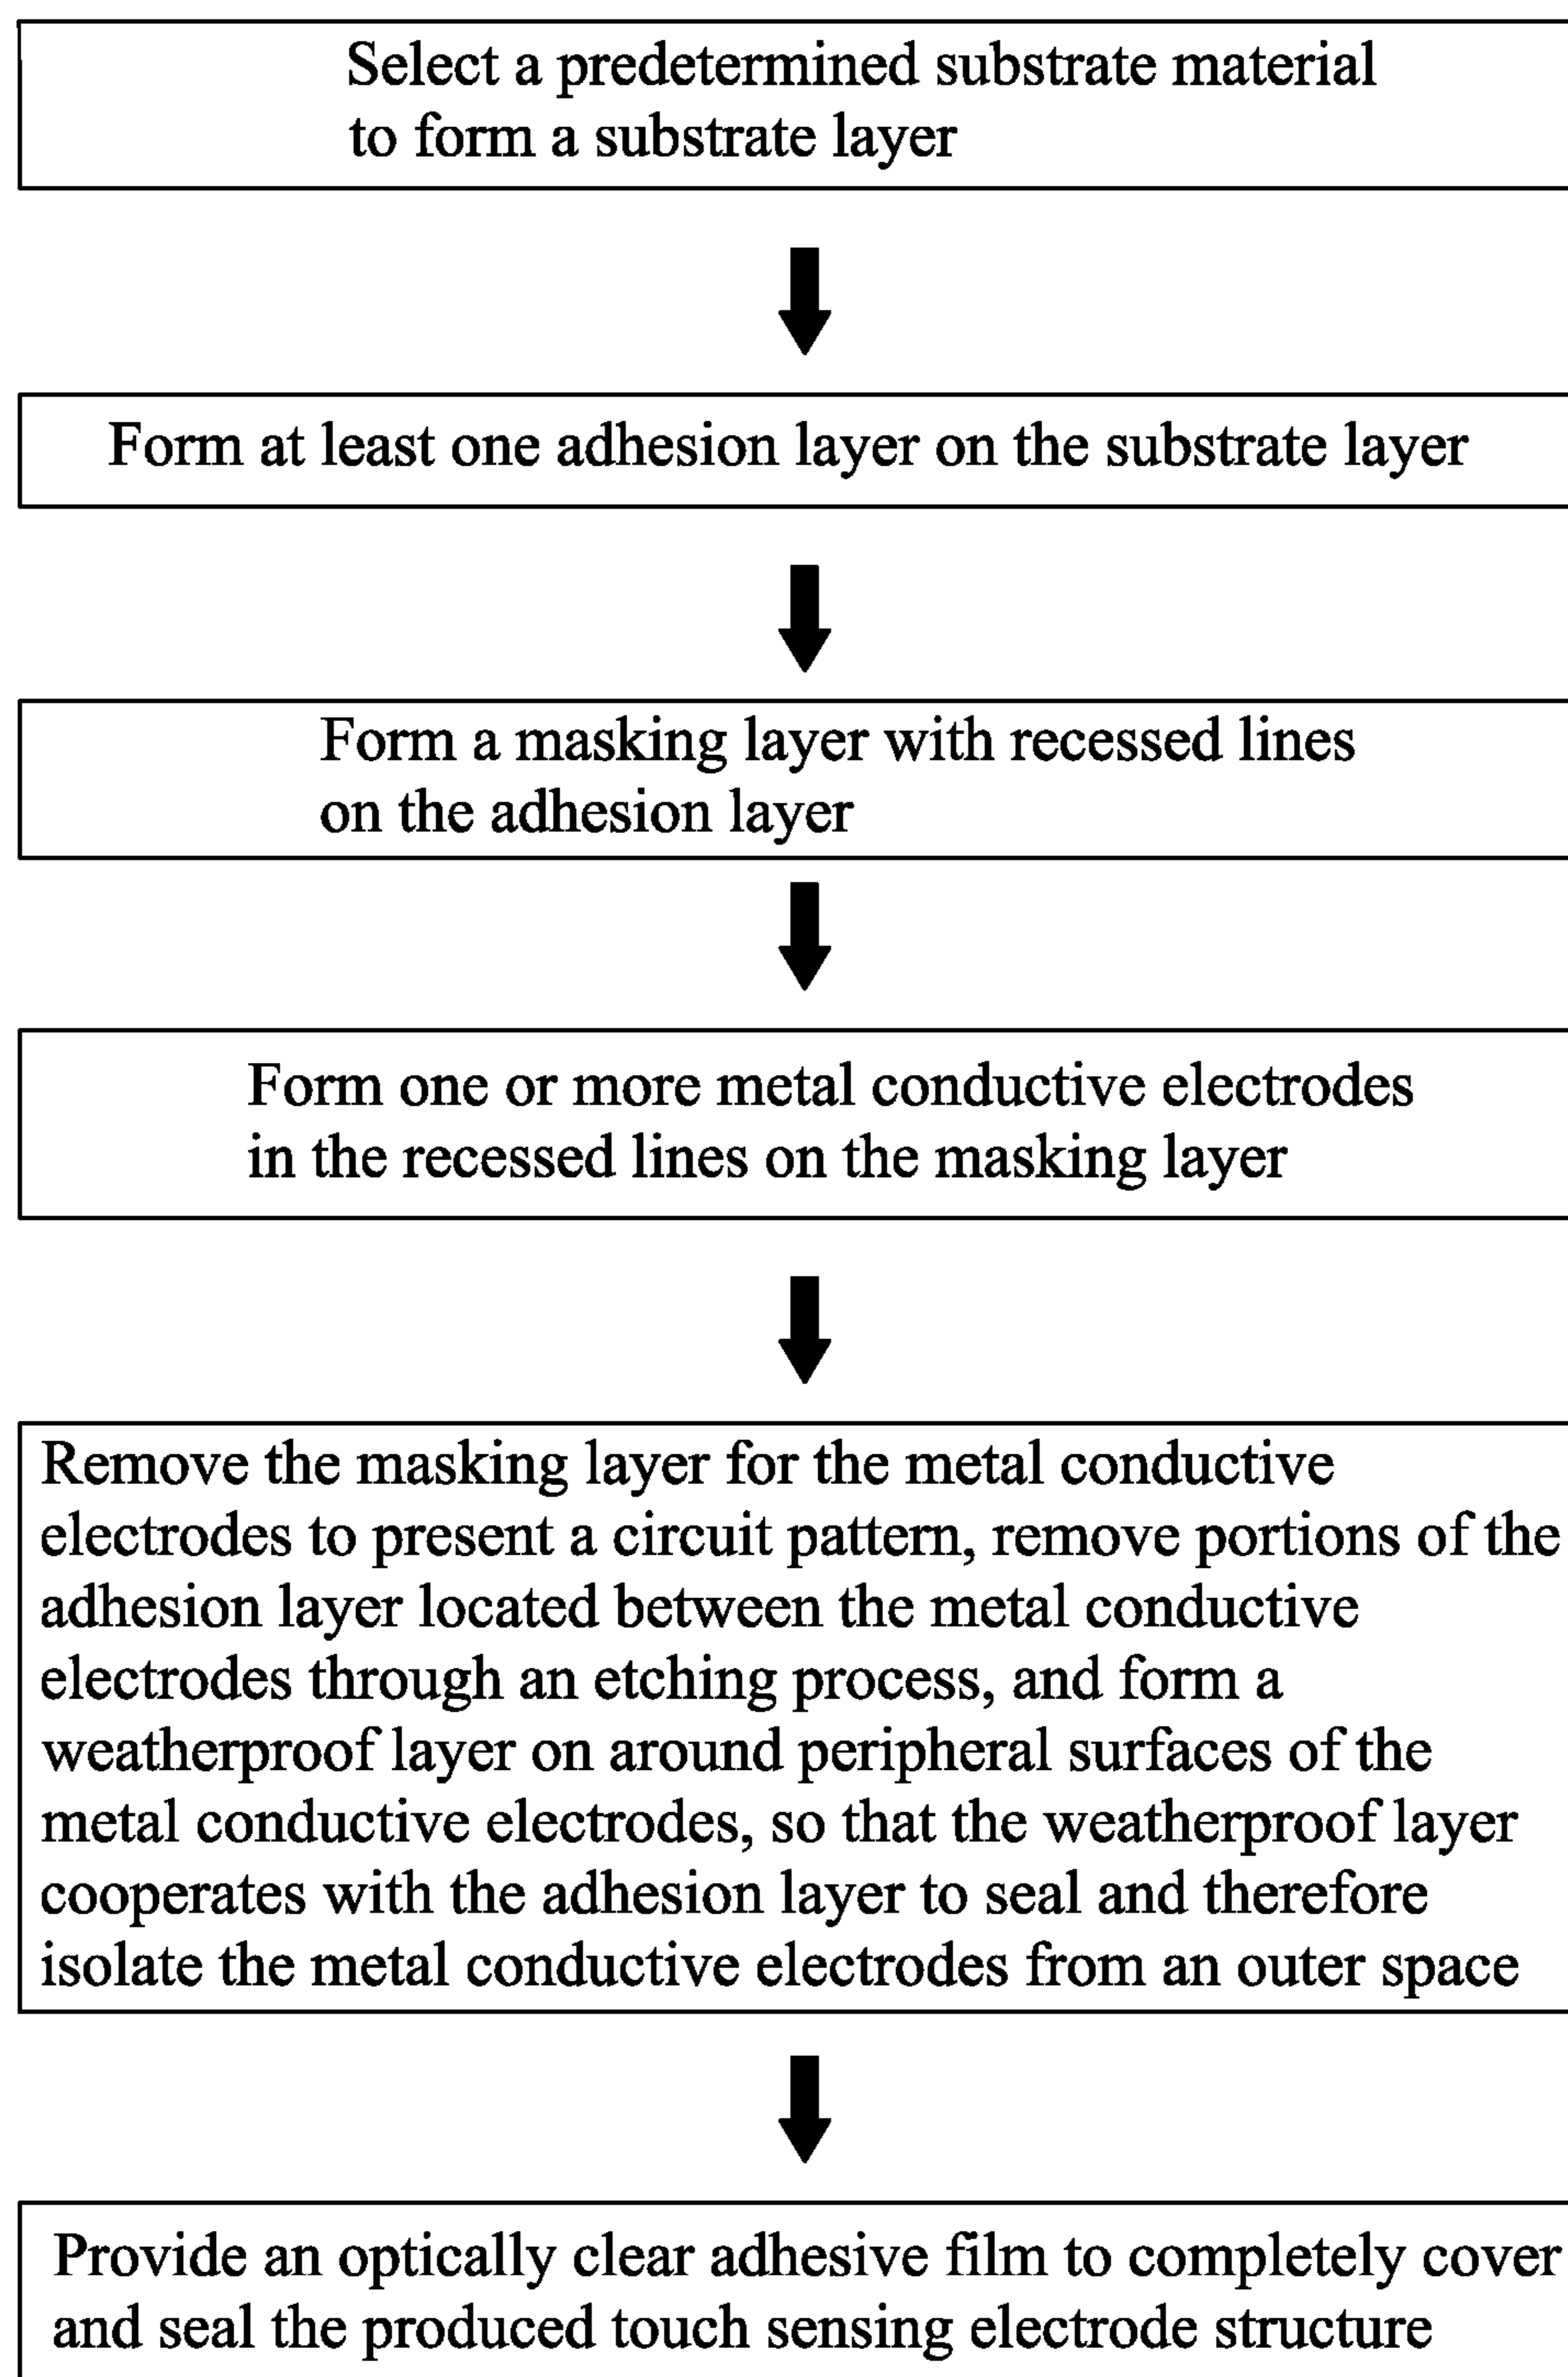 Select a predetermined substrate material
to form a substrate layer
Form at least one adhesion layer on the substrate layer
Form a masking layer with recessed lines
on the adhesion layer
Form one or more metal conductive electrodes
in the recessed lines on the masking layer
Remove the masking layer for the metal conductive
electrodes to present a circuit pattern, remove portions of the
adhesion layer located between the metal conductive
electrodes through an etching process, and form a
weatherproof layer on around peripheral surfaces of the
metal conductive electrodes, so that the weatherproof layer
cooperates with the adhesion layer to seal and therefore
isolate the metal conductive electrodes from an outer space
Provide an optically clear adhesive film to completely cover
and seal the produced touch sensing electrode structure